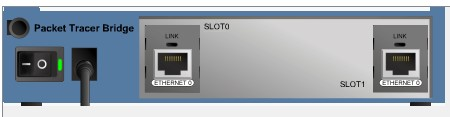 Packet Tracer Bridge
SLOT0
LINK
ETHERNET 0
LINK
SLOT1
ETHERNET 0